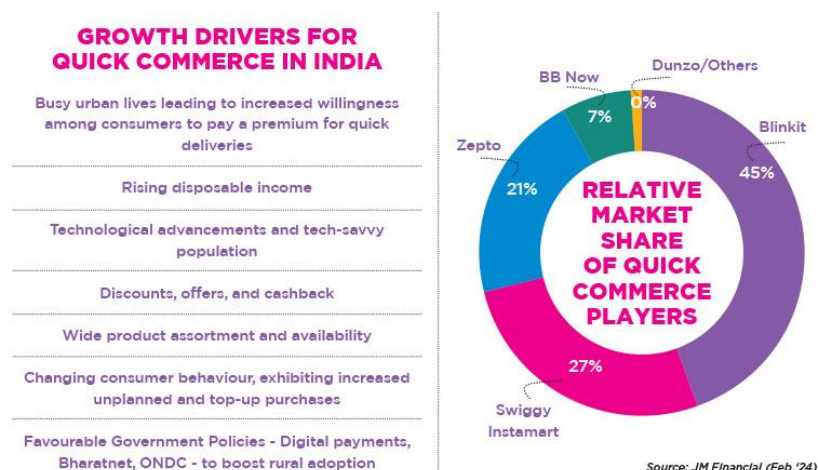 GROWTH DRIVERS FOR
QUICK COMMERCE IN INDIA
Busy urban lives leading to increased willingness
among consumers to pay a premium for quick
deliveries
Rising disposable income
Technological advancements and tech-savvy
population
Discounts, offers, and cashback
Wide product assortment and availability
Changing consumer behaviour, exhibiting increased
unplanned and top-up purchases
Favourable Government Policies - Digital payments,
Bharatnet, ONDC - to boost rural adoption
Dunzo/Others
0%
BB Now
7%
Blinkit
45%
Zepto
21%
RELATIVE
MARKET
SHARE
OF QUICK
COMMERCE
PLAYERS
27%
Swiggy
Instamart
Source: JM Financial (Feb '24)